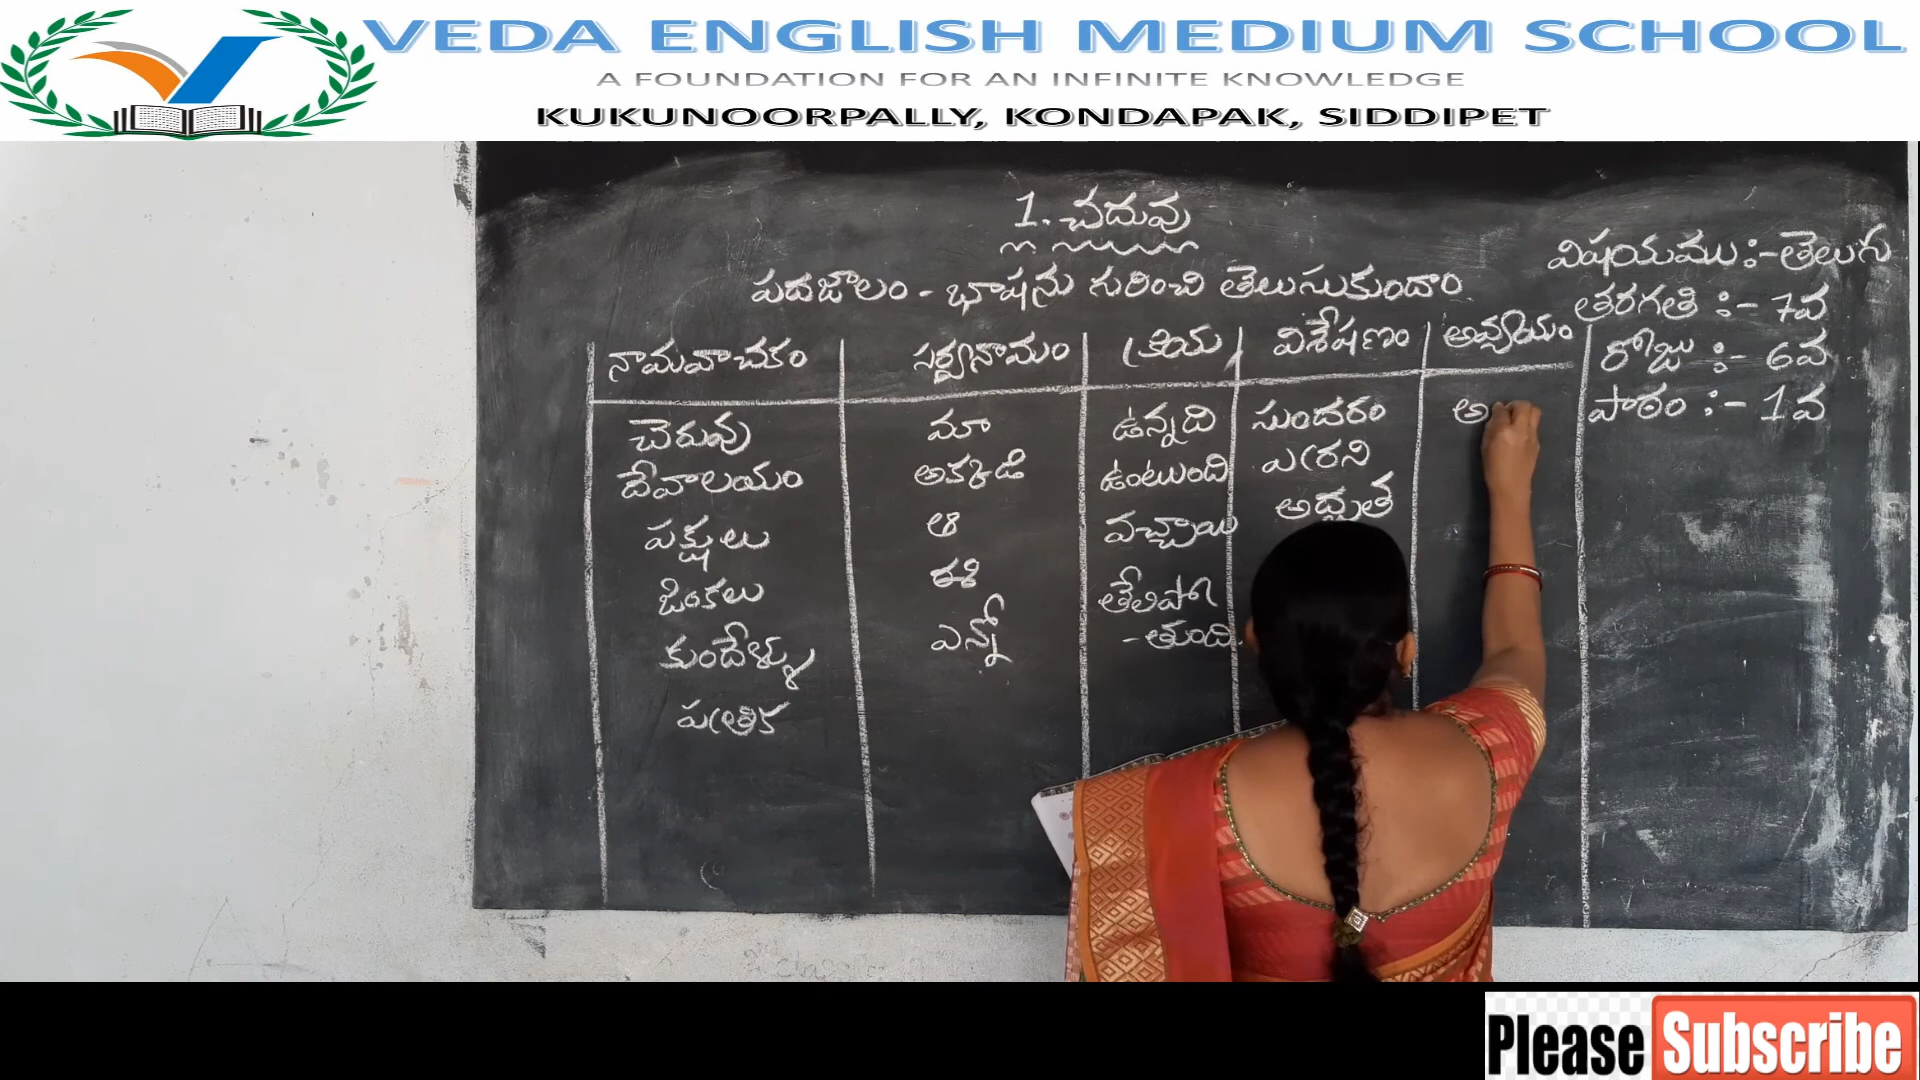 VEDA ENGLISH MEDIUM SCHOOL
A FOUNDATION FOR AN INFINITE KNOWLEDGE
KUKUNOORPALLY, KONDAPAK, SIDDIPET
1. చదువు
పదజాలం - భాషను గురించి తెలుసుకుందాం
విషయము :- తెలుగు
తరగతి :- 7వ
రోజు :- 6వ
పాఠం :- 1వ
నామవాచకం సర్వనామం క్రియ విశేషణం అవ్యయం
చెరువు మా ఉన్నది సుందరం అ
దేవాలయం అక్కడి ఉంటుంది ఎర్రని
పక్షులు ఆ వచ్చాయి అద్భుత
జింకలు తేలిపో
కుందేళ్ళు ఎన్నో -తుంది.
పత్రిక
Please Subscribe